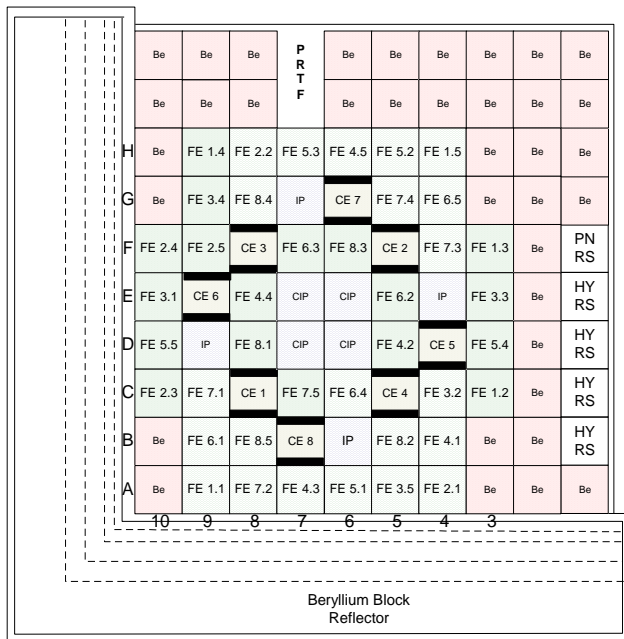 Be Be Be P R T F Be Be Be Be Be Be
Be Be Be Be Be Be Be Be Be
H Be FE 1.4 FE 2.2 FE 5.3 FE 4.5 FE 5.2 FE 1.5 Be Be Be
G Be FE 3.4 FE 8.4 IP CE 7 FE 7.4 FE 6.5 Be Be Be
F FE 2.4 FE 2.5 CE 3 FE 6.3 FE 8.3 CE 2 FE 7.3 FE 1.3 Be PN RS
E FE 3.1 CE 6 FE 4.4 CIP CIP FE 6.2 IP FE 3.3 Be HY RS
D FE 5.5 IP FE 8.1 CIP CIP FE 4.2 CE 5 FE 5.4 Be HY RS
C FE 2.3 FE 7.1 CE 1 FE 7.5 FE 6.4 CE 4 FE 3.2 FE 1.2 Be HY RS
B Be FE 6.1 FE 8.5 CE 8 IP FE 8.2 FE 4.1 Be Be HY RS
A Be FE 1.1 FE 7.2 FE 4.3 FE 5.1 FE 3.5 FE 2.1 Be Be Be
10 9 8 7 6 5 4 3
Beryllium Block
Reflector